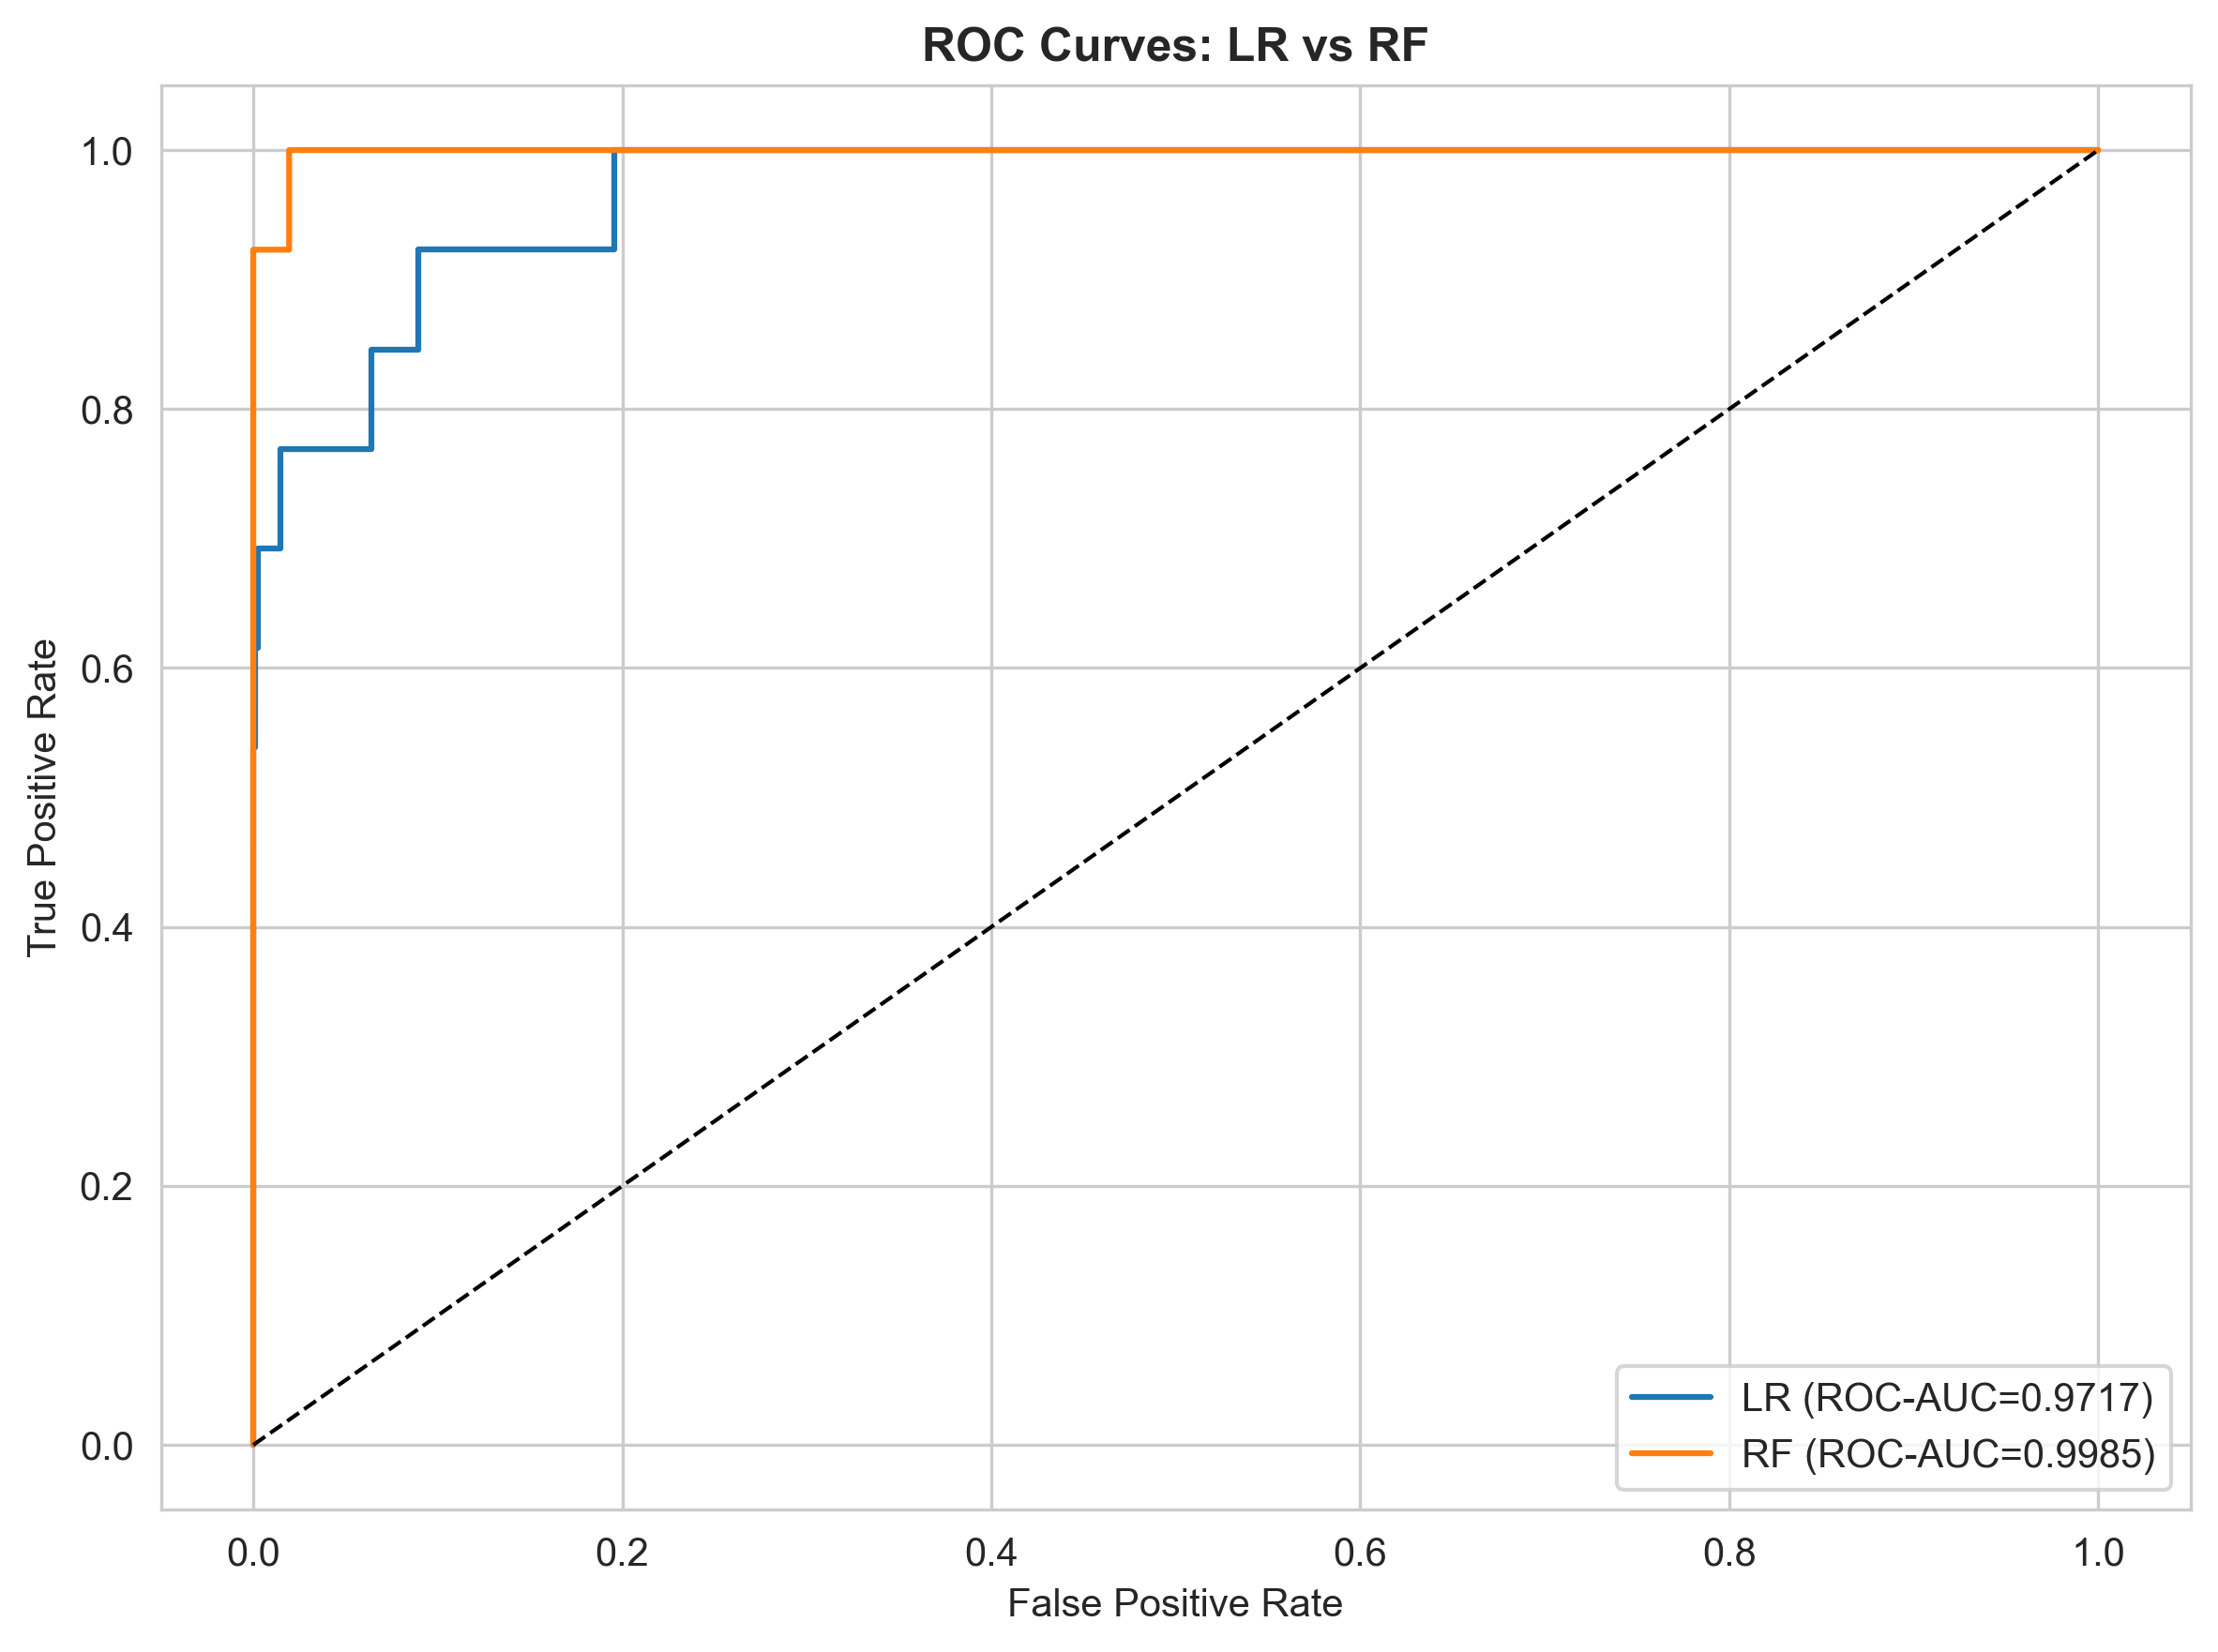 ROC Curves: LR vs RF
True Positive Rate
1.0
0.8
0.6
0.4
0.2
0.0
0.0 0.2 0.4 0.6 0.8 1.0
False Positive Rate
LR (ROC-AUC=0.9717)
RF (ROC-AUC=0.9985)